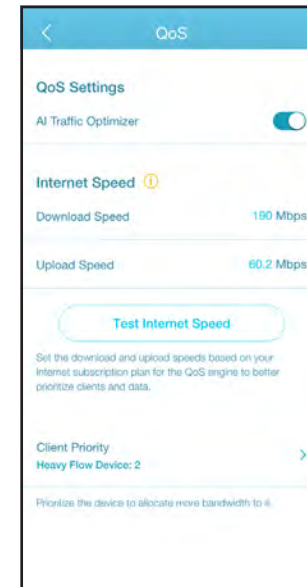 QoS
QoS Settings
AI Traffic Optimizer
Internet Speed
Download Speed 190 Mbps
Upload Speed 60.2 Mbps
Test Internet Speed
Set the download and upload speeds based on your
Internet subscription plan for the QoS engine to better
prioritize clients and data.
Client Priority
Heavy Flow Device: 2
Prioritize the device to allocate more bandwidth to it.